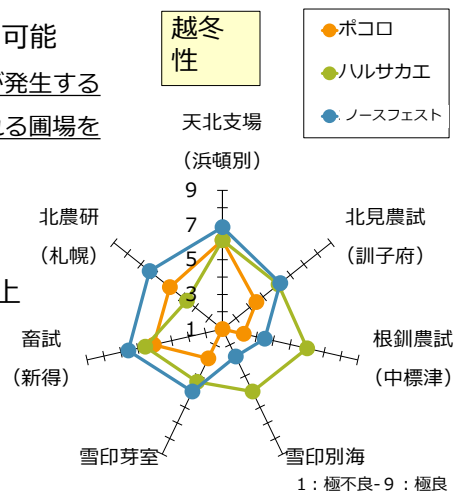 可能
越冬
性
ポコロ
ハルサカエ
ノースフェスト
が発生する
れる圃場を
天北支場
(浜頓別)
9
7
5
3
1
北農研
(札幌)
北見農試
(訓子府)
上
畜試
(新得)
根釧農試
(中標津)
雪印芽室
雪印別海
1:極不良-9:極良